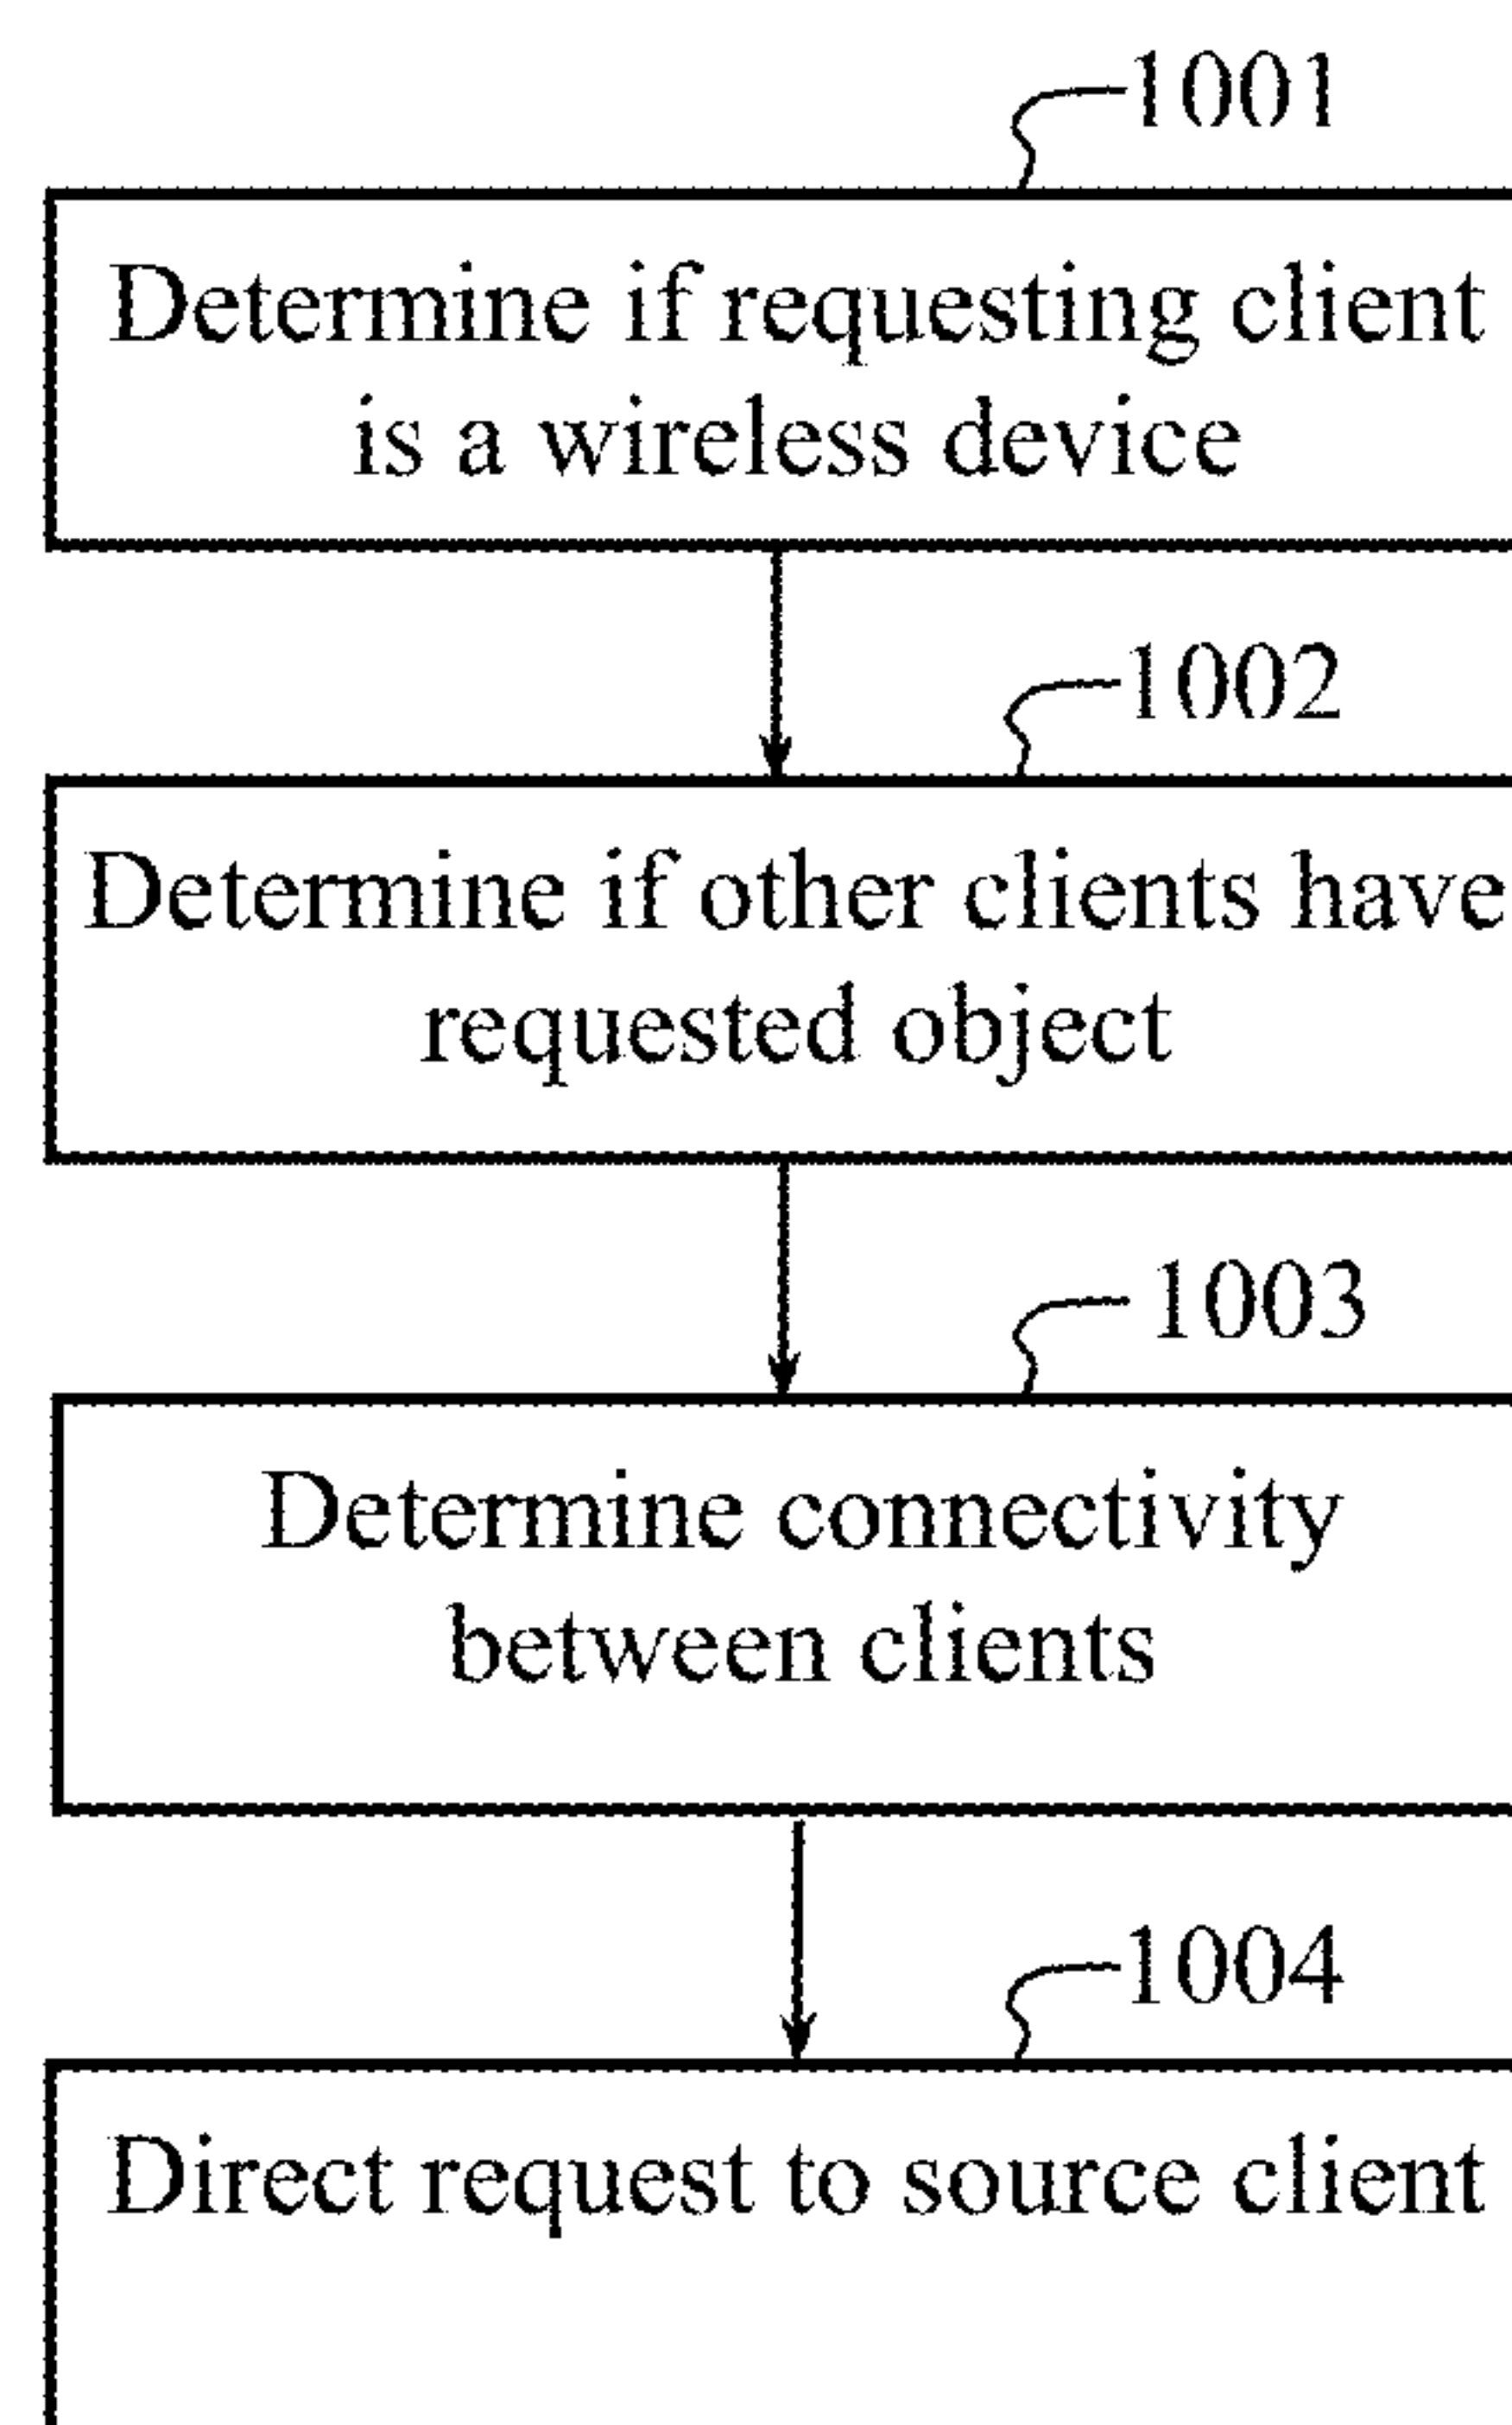 1001
Determine if requesting client
is a wireless device
1002
Determine if other clients have
requested object
1003
Determine connectivity
between clients
1004
Direct request to source client